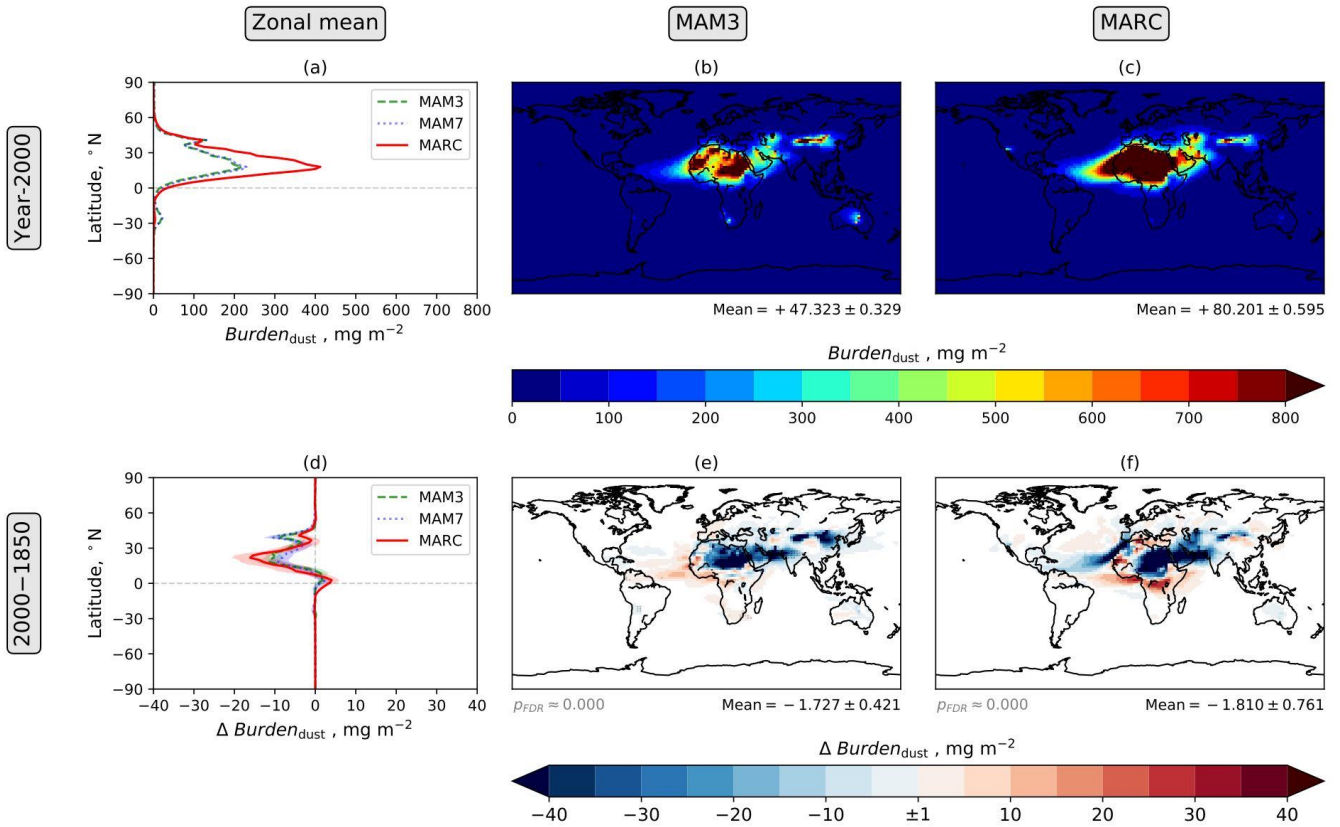 Zonal mean
MAM3
MARC
Year-2000
(a)
90
60
30
0
−30
−60
−90
Latitude, ° N
MAM3
MAM7
MARC
0 100 200 300 400 500 600 700 800
Burden_dust , mg m⁻²
(b)
Mean = +47.323 ± 0.329
(c)
Mean = +80.201 ± 0.595
Burden_dust , mg m⁻²
0 100 200 300 400 500 600 700 800
2000−1850
(d)
90
60
30
0
−30
−60
−90
Latitude, ° N
MAM3
MAM7
MARC
−40 −30 −20 −10 0 10 20 30 40
Δ Burden_dust , mg m⁻²
(e)
p_FDR ≈ 0.000
Mean = −1.727 ± 0.421
(f)
p_FDR ≈ 0.000
Mean = −1.810 ± 0.761
Δ Burden_dust , mg m⁻²
−40 −30 −20 −10 ±1 10 20 30 40